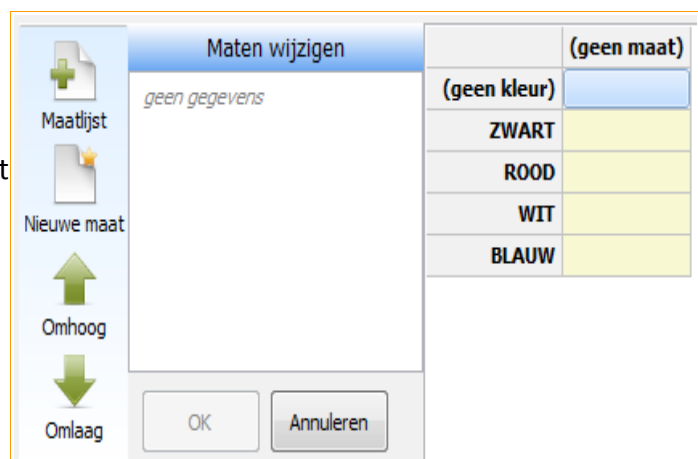 Maatlijst
Nieuwe maat
Omhoog
Omlaag
Maten wijzigen
geen gegevens
OK
Annuleren
(geen maat)
(geen kleur)
ZWART
ROOD
WIT
BLAUW
t